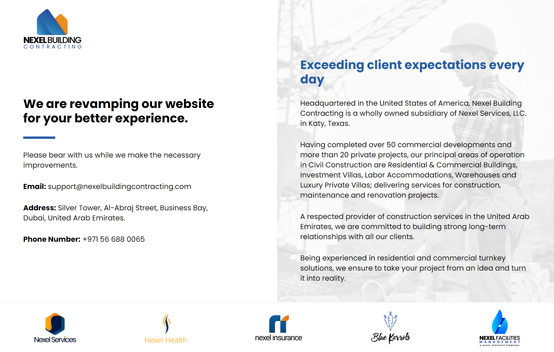 NEXELBUILDING
CONTRACTING
We are revamping our website
for your better experience.
Please bear with us while we make the necessary
improvements.
Email: support@nexelbuildingcontracting.com
Address: Silver Tower, Al-Abraj Street, Business Bay,
Dubai, United Arab Emirates.
Phone Number: +971 56 688 0065
Exceeding client expectations every
day
Headquartered in the United States of America, Nexel Building
Contracting is a wholly owned subsidiary of Nexel Services, LLC.
in Katy, Texas.
Having completed over 50 commercial developments and
more than 20 private projects, our principal areas of operation
in Civil Construction are Residential & Commercial Buildings,
Investment Villas, Labor Accommodations, Warehouses and
Luxury Private Villas; delivering services for construction,
maintenance and renovation projects.
A respected provider of construction services in the United Arab
Emirates, we are committed to building strong long-term
relationships with all our clients.
Being experienced in residential and commercial turnkey
solutions, we ensure to take your project from an idea and turn
it into reality.
Nexel Services
Nexel Health
nexel insurance
Blue Karrots
NEXEL FACILITIES
MANAGEMENT